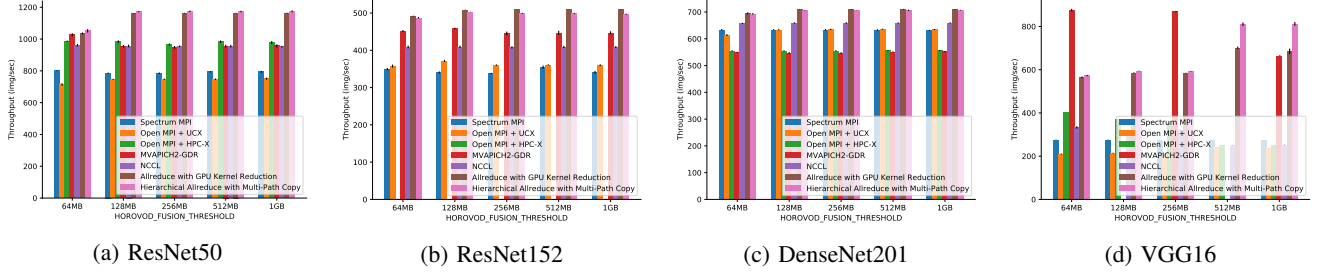 1200
1000
800
600
400
200
0
Throughput (img/sec)
Spectrum MPI
Open MPI + UCX
Open MPI + HPC-X
MVAPICH2-GDR
NCCL
Allreduce with GPU Kernel Reduction
Hierarchical Allreduce with Multi-Path Copy
64MB
128MB
256MB
512MB
1GB
HOROVOD_FUSION_THRESHOLD
(a) ResNet50
500
400
300
200
100
0
Throughput (img/sec)
Spectrum MPI
Open MPI + UCX
Open MPI + HPC-X
MVAPICH2-GDR
NCCL
Allreduce with GPU Kernel Reduction
Hierarchical Allreduce with Multi-Path Copy
64MB
128MB
256MB
512MB
1GB
HOROVOD_FUSION_THRESHOLD
(b) ResNet152
700
600
500
400
300
200
100
0
Throughput (img/sec)
Spectrum MPI
Open MPI + UCX
Open MPI + HPC-X
MVAPICH2-GDR
NCCL
Allreduce with GPU Kernel Reduction
Hierarchical Allreduce with Multi-Path Copy
64MB
128MB
256MB
512MB
1GB
HOROVOD_FUSION_THRESHOLD
(c) DenseNet201
800
600
400
200
0
Throughput (img/sec)
Spectrum MPI
Open MPI + UCX
Open MPI + HPC-X
MVAPICH2-GDR
NCCL
Allreduce with GPU Kernel Reduction
Hierarchical Allreduce with Multi-Path Copy
64MB
128MB
256MB
512MB
1GB
HOROVOD_FUSION_THRESHOLD
(d) VGG16